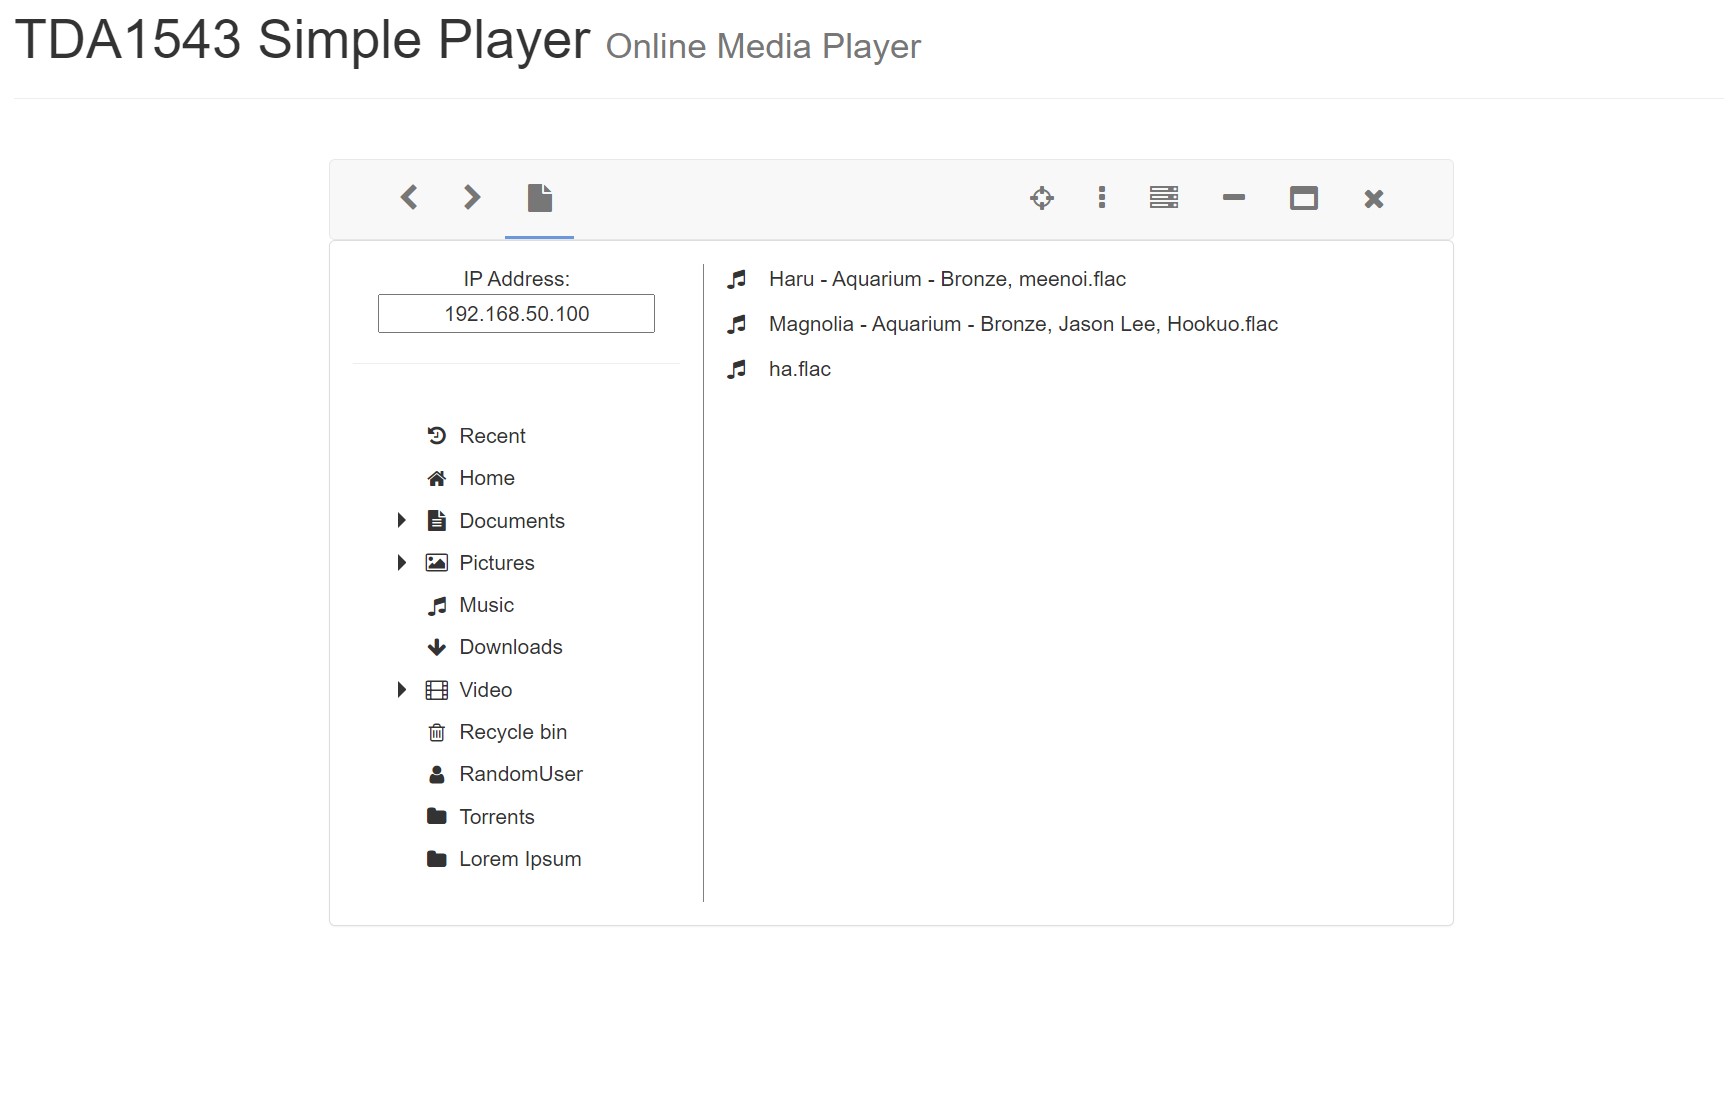 TDA1543 Simple Player Online Media Player
IP Address:
192.168.50.100
Recent
Home
Documents
Pictures
Music
Downloads
Video
Recycle bin
RandomUser
Torrents
Lorem Ipsum
Haru - Aquarium - Bronze, meenoi.flac
Magnolia - Aquarium - Bronze, Jason Lee, Hookuo.flac
ha.flac